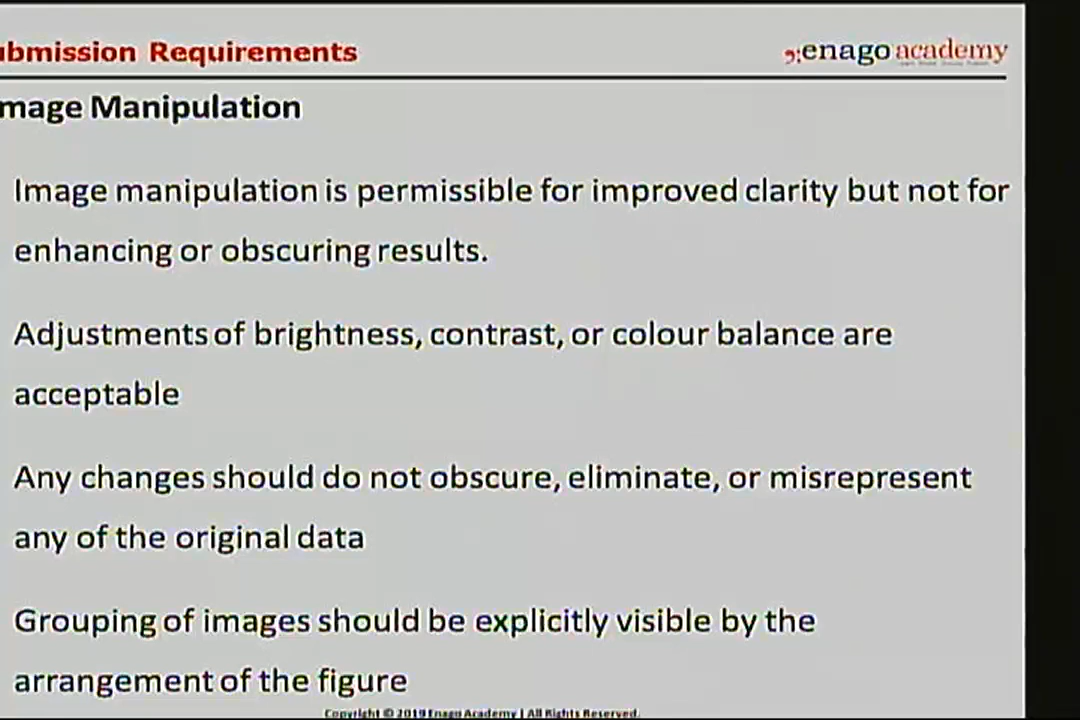 ubmission Requirements
enago academy
mage Manipulation
Image manipulation is permissible for improved clarity but not for
enhancing or obscuring results.
Adjustments of brightness, contrast, or colour balance are
acceptable
Any changes should do not obscure, eliminate, or misrepresent
any of the original data
Grouping of images should be explicitly visible by the
arrangement of the figure
Copyright © 2019 Enago Academy | All Rights Reserved.